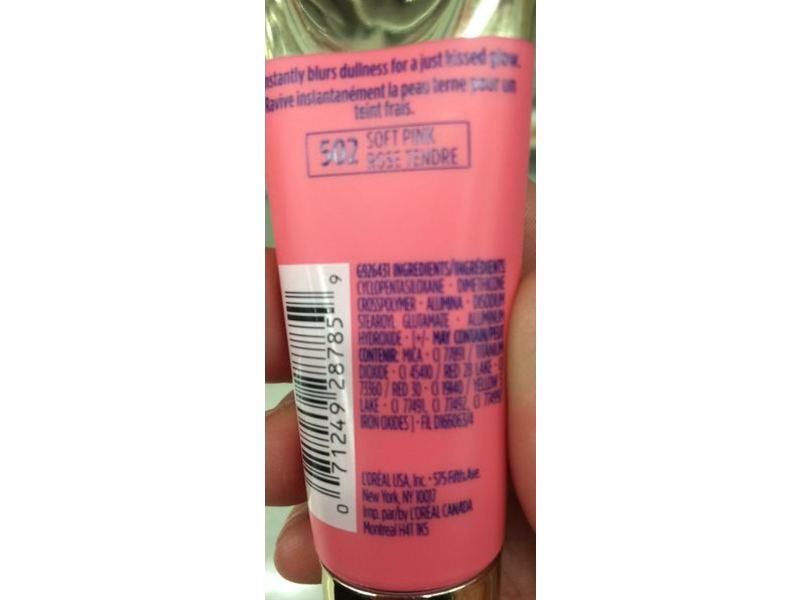 nstantly blurs dullness for a just kissed glow.
Ravive instantanément la peau terne pour un
teint frais.
502 SOFT PINK
ROSE TENDRE
G926431 INGREDIENTS/INGRÉDIENTS
CYCLOPENTASILOXANE • DIMETHICONE
CROSSPOLYMER • ALUMINA • DISODIUM
STEAROYL GLUTAMATE • ALUMINUM
HYDROXIDE • [+/- MAY CONTAIN/PEUT
CONTENIR: MICA • CI 77891 / TITANIUM
DIOXIDE • CI 45410 / RED 28 LAKE • CI
73360 / RED 30 • CI 19140 / YELLOW 5
LAKE • CI 77491, CI 77492, CI 77499
IRON OXIDES ] • FIL D166063/4
L'ORÉAL USA, Inc. • 575 Fifth Ave.
New York, NY 10017
Imp. par/by L'ORÉAL CANADA
Montreal H4T 1K5
0 71249 28785 9